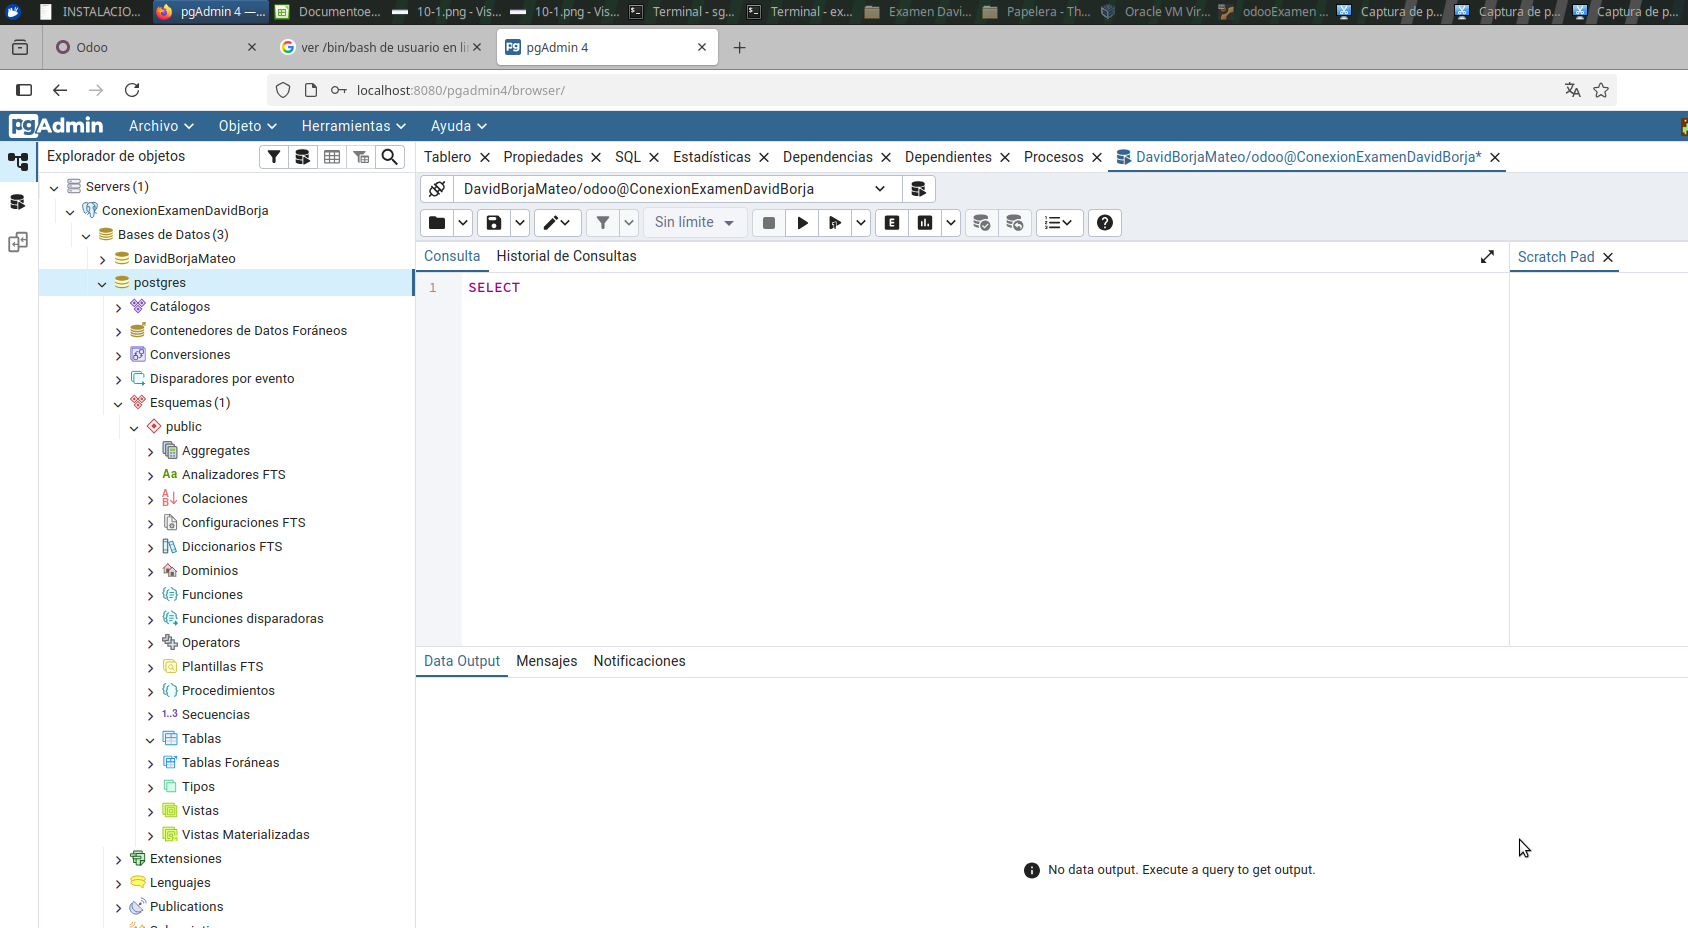 INSTALACIO...
pgAdmin 4 —...
Documentoe...
10-1.png - Vis...
10-1.png - Vis...
Terminal - sg...
Terminal - ex...
Examen Davi...
Papelera - Th...
Oracle VM Vir...
odooExamen ...
Captura de p...
Captura de p...
Captura de p...
Odoo
ver /bin/bash de usuario en li
pgAdmin 4
localhost:8080/pgadmin4/browser/
pgAdmin
Archivo
Objeto
Herramientas
Ayuda
Explorador de objetos
Tablero
Propiedades
SQL
Estadísticas
Dependencias
Dependientes
Procesos
DavidBorjaMateo/odoo@ConexionExamenDavidBorja*
Servers (1)
ConexionExamenDavidBorja
Bases de Datos (3)
DavidBorjaMateo
postgres
Catálogos
Contenedores de Datos Foráneos
Conversiones
Disparadores por evento
Esquemas (1)
public
Aggregates
Aa Analizadores FTS
Colaciones
Configuraciones FTS
Diccionarios FTS
Dominios
Funciones
Funciones disparadoras
Operators
Plantillas FTS
Procedimientos
1..3 Secuencias
Tablas
Tablas Foráneas
Tipos
Vistas
Vistas Materializadas
Extensiones
Lenguajes
Publications
DavidBorjaMateo/odoo@ConexionExamenDavidBorja
Sin límite
Consulta
Historial de Consultas
Scratch Pad
1 SELECT
Data Output
Mensajes
Notificaciones
No data output. Execute a query to get output.